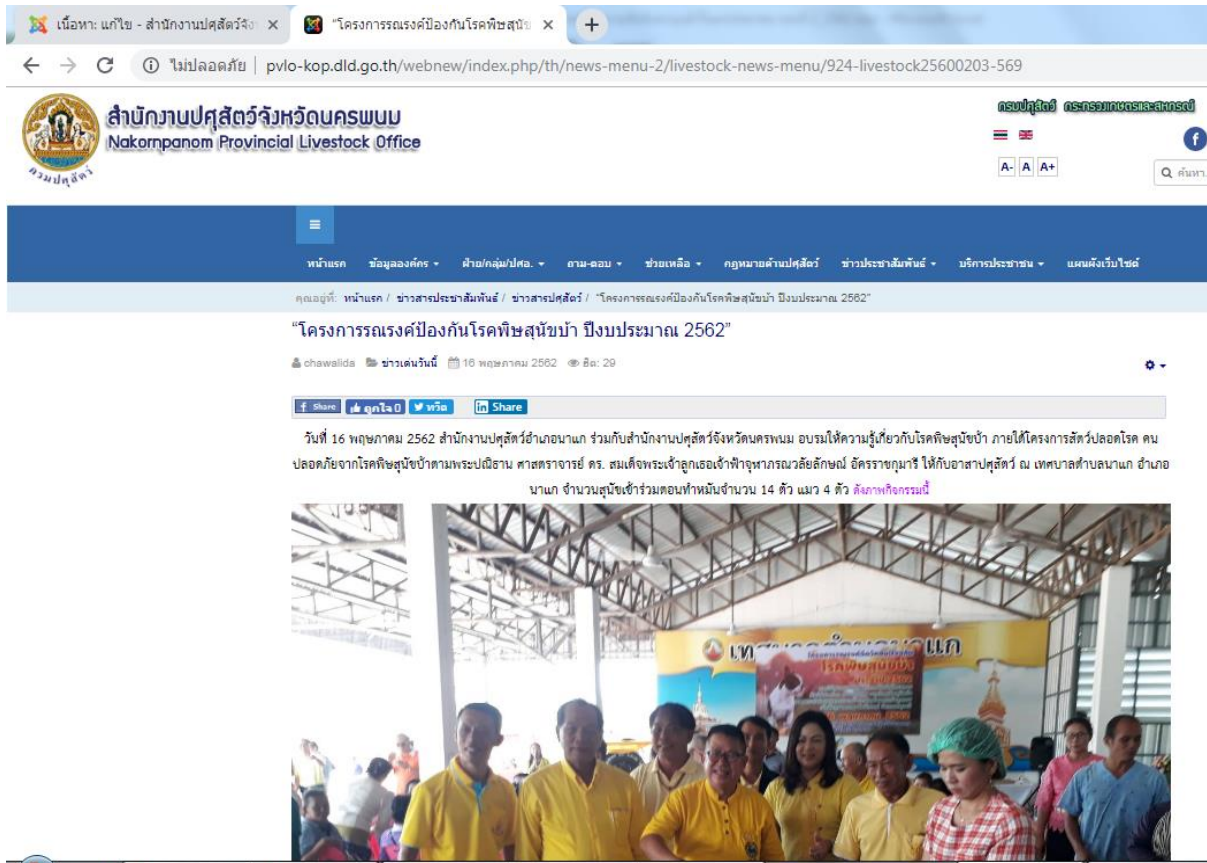 เนื้อหา: แก้ไข - สำนักงานปศุสัตว์จัง
"โครงการรณรงค์ป้องกันโรคพิษสุนัข
ไม่ปลอดภัย | pvlo-kop.dld.go.th/webnew/index.php/th/news-menu-2/livestock-news-menu/924-livestock25600203-569
กรมปศุสัตว์ กระทรวงเกษตรและสหกรณ์
สำนักงานปศุสัตว์จังหวัดนครพนม
Nakornpanom Provincial Livestock Office
กรมปศุสัตว์
A- A A+
ค้นหา.
หน้าแรก ข้อมูลองค์กร ฝ่าย/กลุ่ม/ปศอ. ถาม-ตอบ ช่วยเหลือ กฎหมายด้านปศุสัตว์ ข่าวประชาสัมพันธ์ บริการประชาชน แผนผังเว็บไซต์
คุณอยู่ที่: หน้าแรก / ข่าวสารประชาสัมพันธ์ / ข่าวสารปศุสัตว์ / "โครงการรณรงค์ป้องกันโรคพิษสุนัขบ้า ปีงบประมาณ 2562"
"โครงการรณรงค์ป้องกันโรคพิษสุนัขบ้า ปีงบประมาณ 2562"
chawalida ข่าวเด่นวันนี้ 16 พฤษภาคม 2562 ฮิต: 29
Share ถูกใจ 0 ทวีต Share
วันที่ 16 พฤษภาคม 2562 สำนักงานปศุสัตว์อำเภอนาแก ร่วมกับสำนักงานปศุสัตว์จังหวัดนครพนม อบรมให้ความรู้เกี่ยวกับโรคพิษสุนัขบ้า ภายใต้โครงการสัตว์ปลอดโรค คน
ปลอดภัยจากโรคพิษสุนัขบ้าตามพระปณิธาน ศาสตราจารย์ ดร. สมเด็จพระเจ้าลูกเธอเจ้าฟ้าจุฬาภรณวลัยลักษณ์ อัครราชกุมารี ให้กับอาสาปศุสัตว์ ณ เทศบาลตำบลนาแก อำเภอ
นาแก จำนวนสุนัขเข้าร่วมตอนทำหมันจำนวน 14 ตัว แมว 4 ตัว ดังภาพกิจกรรมนี้
โรคพิษสุนัขบ้า